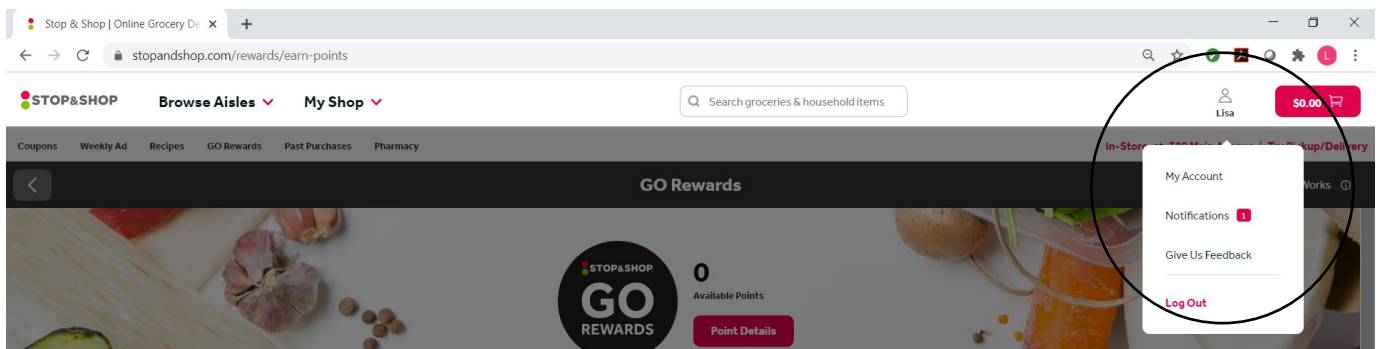 Stop & Shop | Online Grocery De
stopandshop.com/rewards/earn-points
L
STOP&SHOP
Browse Aisles
My Shop
Search groceries & household items
Lisa
$0.00
Coupons Weekly Ad Recipes GO Rewards Past Purchases Pharmacy
In-Store Pickup/Delivery
GO Rewards
Works
My Account
Notifications 1
Give Us Feedback
Log Out
STOP&SHOP
GO
REWARDS
0
Available Points
Point Details